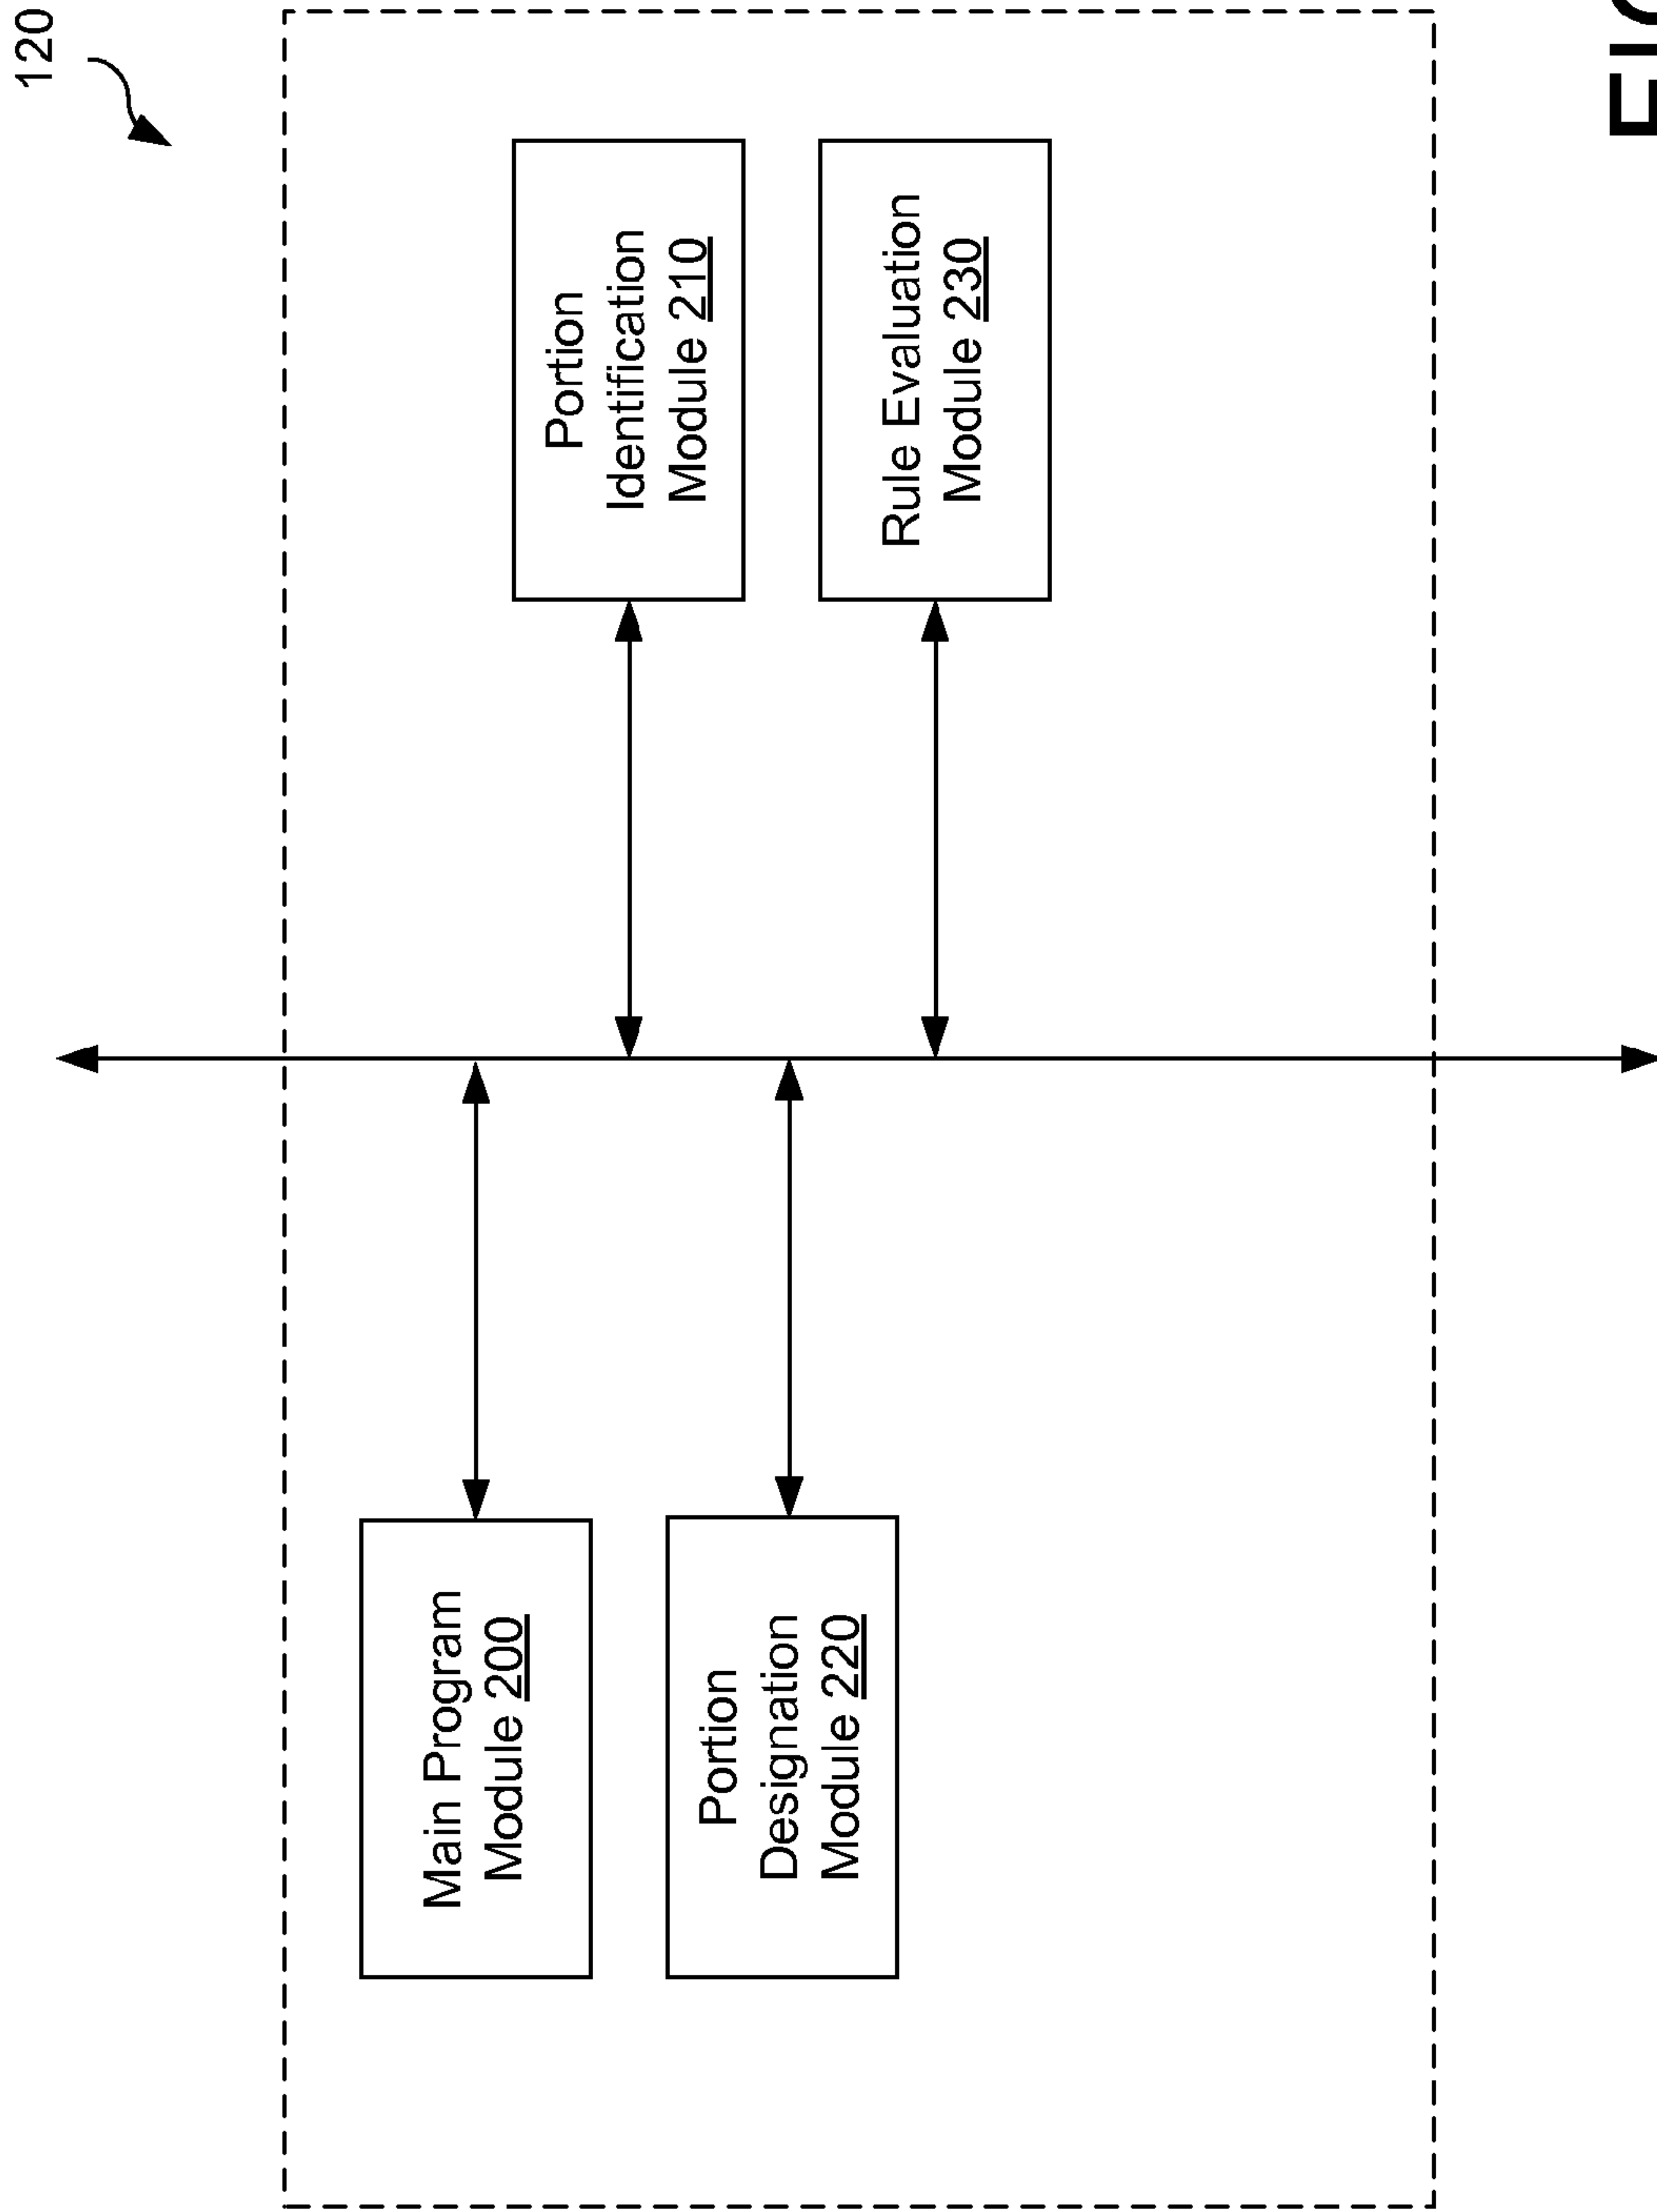 120
Main Program
Module 200
Portion
Identification
Module 210
Portion
Designation
Module 220
Rule Evaluation
Module 230